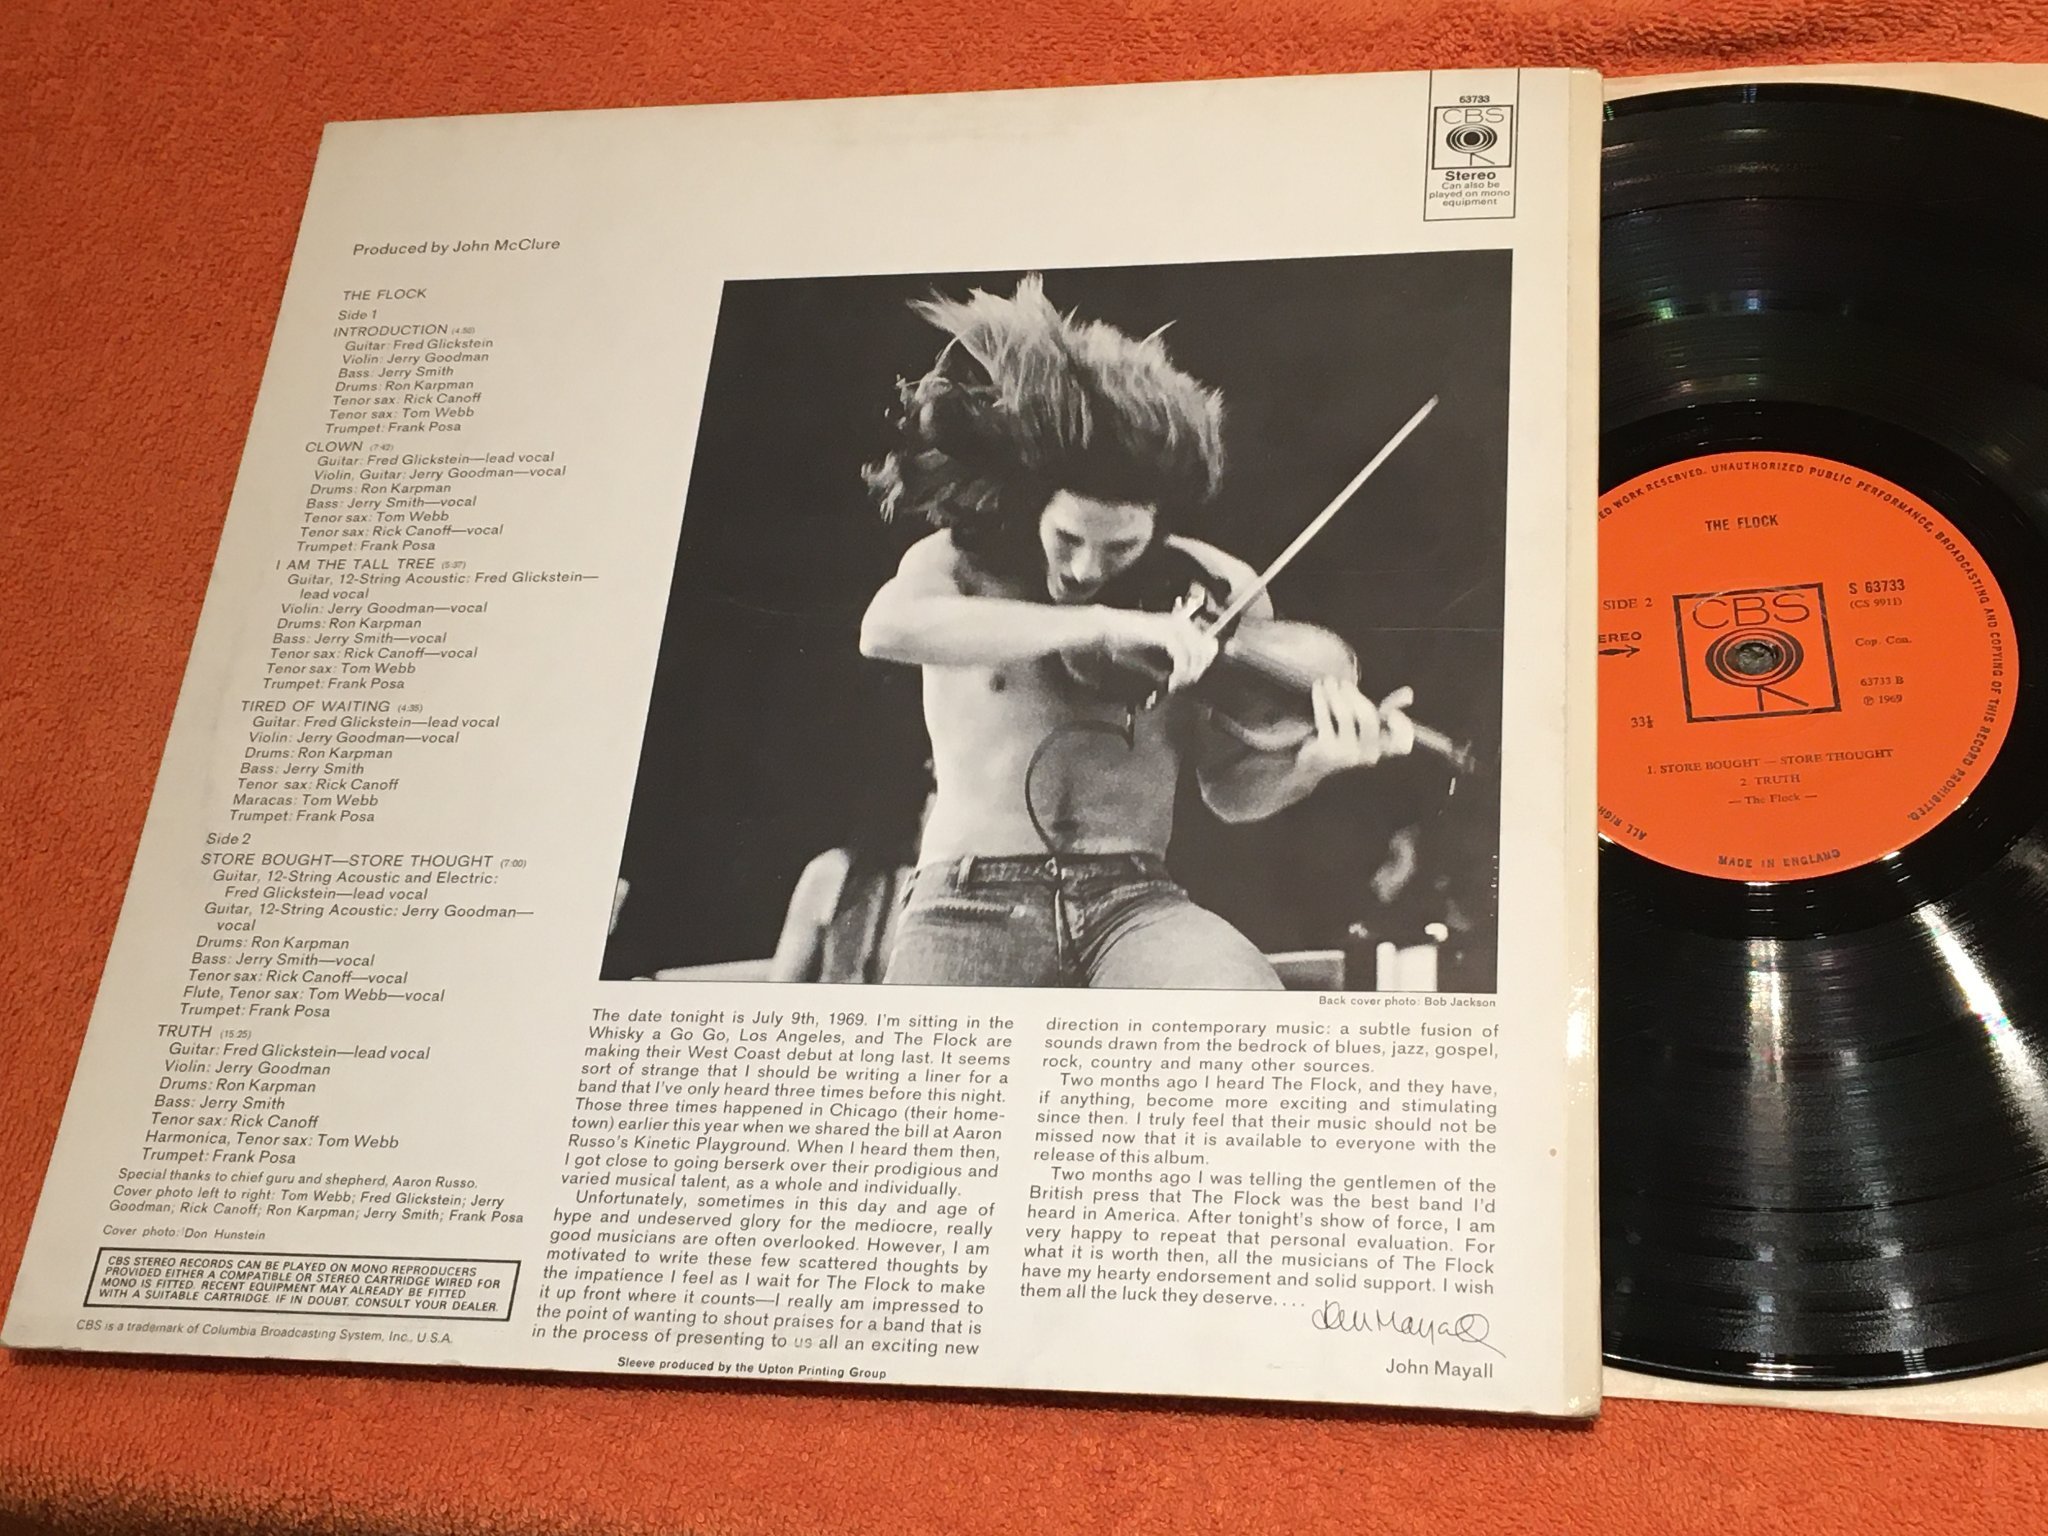 63733
CBS
Stereo
Can also be
played on mono
equipment
Produced by John McClure
THE FLOCK
Side 1
INTRODUCTION (4:50)
Guitar: Fred Glickstein
Violin: Jerry Goodman
Bass: Jerry Smith
Drums: Ron Karpman
Tenor sax: Rick Canoff
Tenor sax: Tom Webb
Trumpet: Frank Posa
CLOWN (7:42)
Guitar: Fred Glickstein—lead vocal
Violin, Guitar: Jerry Goodman—vocal
Drums: Ron Karpman
Bass: Jerry Smith—vocal
Tenor sax: Tom Webb
Tenor sax: Rick Canoff—vocal
Trumpet: Frank Posa
I AM THE TALL TREE (5:37)
Guitar, 12-String Acoustic: Fred Glickstein—
lead vocal
Violin: Jerry Goodman—vocal
Drums: Ron Karpman
Bass: Jerry Smith—vocal
Tenor sax: Rick Canoff—vocal
Tenor sax: Tom Webb
Trumpet: Frank Posa
TIRED OF WAITING (4:35)
Guitar: Fred Glickstein—lead vocal
Violin: Jerry Goodman—vocal
Drums: Ron Karpman
Bass: Jerry Smith
Tenor sax: Rick Canoff
Maracas: Tom Webb
Trumpet: Frank Posa
Side 2
STORE BOUGHT—STORE THOUGHT (7:00)
Guitar, 12-String Acoustic and Electric:
Fred Glickstein—lead vocal
Guitar, 12-String Acoustic: Jerry Goodman—
vocal
Drums: Ron Karpman
Bass: Jerry Smith—vocal
Tenor sax: Rick Canoff—vocal
Flute, Tenor sax: Tom Webb—vocal
Trumpet: Frank Posa
TRUTH (15:25)
Guitar: Fred Glickstein—lead vocal
Violin: Jerry Goodman
Drums: Ron Karpman
Bass: Jerry Smith
Tenor sax: Rick Canoff
Harmonica, Tenor sax: Tom Webb
Trumpet: Frank Posa
Special thanks to chief guru and shepherd, Aaron Russo.
Cover photo left to right: Tom Webb; Fred Glickstein; Jerry
Goodman; Rick Canoff; Ron Karpman; Jerry Smith; Frank Posa
Cover photo: Don Hunstein
CBS STEREO RECORDS CAN BE PLAYED ON MONO REPRODUCERS
PROVIDED EITHER A COMPATIBLE OR STEREO CARTRIDGE WIRED FOR
MONO IS FITTED. RECENT EQUIPMENT MAY ALREADY BE FITTED
WITH A SUITABLE CARTRIDGE. IF IN DOUBT, CONSULT YOUR DEALER.
CBS is a trademark of Columbia Broadcasting System, Inc., U.S.A.
Back cover photo: Bob Jackson
The date tonight is July 9th, 1969. I'm sitting in the
Whisky a Go Go, Los Angeles, and The Flock are
making their West Coast debut at long last. It seems
sort of strange that I should be writing a liner for a
band that I've only heard three times before this night.
Those three times happened in Chicago (their home-
town) earlier this year when we shared the bill at Aaron
Russo's Kinetic Playground. When I heard them then,
I got close to going berserk over their prodigious and
varied musical talent, as a whole and individually.
Unfortunately, sometimes in this day and age of
hype and undeserved glory for the mediocre, really
good musicians are often overlooked. However, I am
motivated to write these few scattered thoughts by
the impatience I feel as I wait for The Flock to make
it up front where it counts—I really am impressed to
the point of wanting to shout praises for a band that is
in the process of presenting to us all an exciting new
direction in contemporary music: a subtle fusion of
sounds drawn from the bedrock of blues, jazz, gospel,
rock, country and many other sources.
Two months ago I heard The Flock, and they have,
if anything, become more exciting and stimulating
since then. I truly feel that their music should not be
missed now that it is available to everyone with the
release of this album.
Two months ago I was telling the gentlemen of the
British press that The Flock was the best band I'd
heard in America. After tonight's show of force, I am
very happy to repeat that personal evaluation. For
what it is worth then, all the musicians of The Flock
have my hearty endorsement and solid support. I wish
them all the luck they deserve....
John Mayall
John Mayall
Sleeve produced by the Upton Printing Group
ED WORK RESERVED. UNAUTHORIZED PUBLIC PERFORMANCE, BROADCASTING AND COPYING OF THIS RECORD PROHIBITED.
ALL RIGH
MADE IN ENGLAND
THE FLOCK
SIDE 2
EREO
CBS
S 63733
(CS 9911)
Cop. Con.
63733 B
℗ 1969
33⅓
1. STORE BOUGHT — STORE THOUGHT
2. TRUTH
— The Flock —